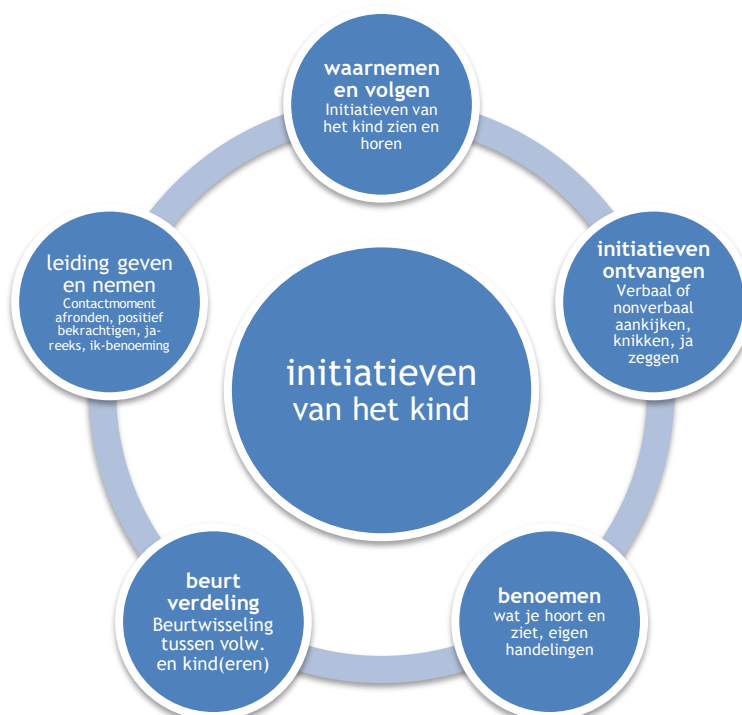 waarnemen
en volgen
Initiatieven van
het kind zien en
horen
initiatieven
ontvangen
Verbaal of
nonverbaal
aankijken,
knikken, ja
zeggen
benoemen
wat je hoort en
ziet, eigen
handelingen
beurt
verdeling
Beurtwisseling
tussen volw.
en kind(eren)
leiding geven
en nemen
Contactmoment
afronden, positief
bekrachtigen, ja-
reeks, ik-benoeming
initiatieven
van het kind